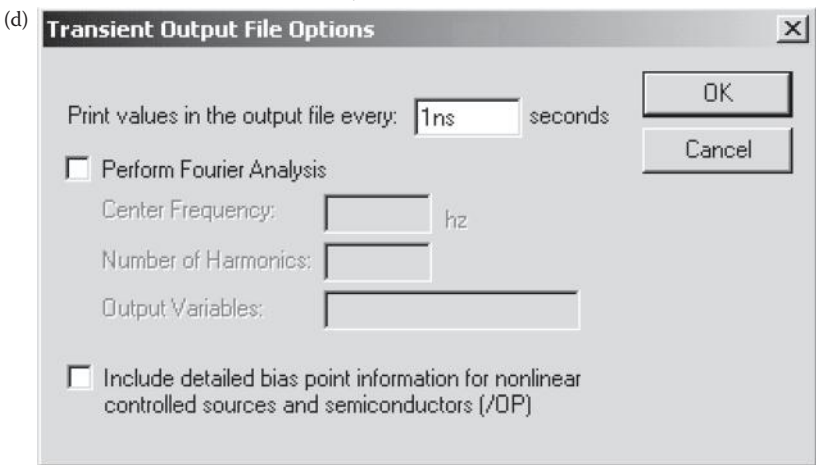 (d)
Transient Output File Options
Print values in the output file every: 1ns seconds
OK
Cancel
Perform Fourier Analysis
Center Frequency: hz
Number of Harmonics:
Output Variables:
Include detailed bias point information for nonlinear
controlled sources and semiconductors (/OP)